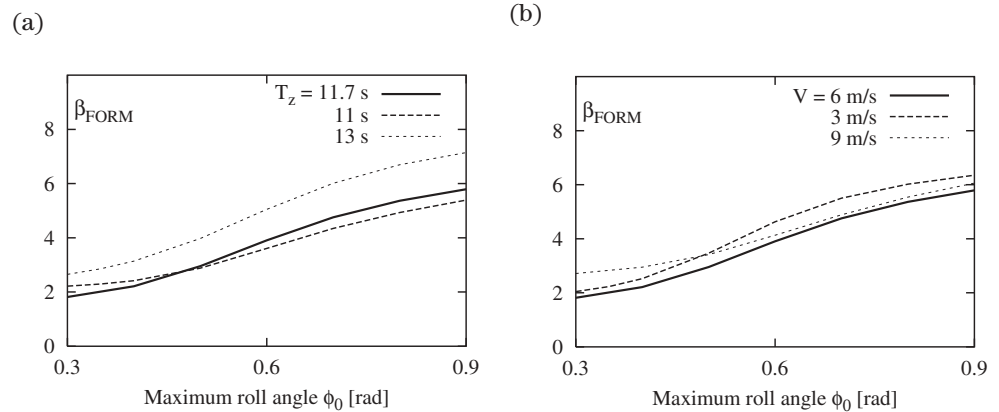 (a)
β_FORM
T_z = 11.7 s
11 s
13 s
8
6
4
2
0
0.3 0.6 0.9
Maximum roll angle ϕ_0 [rad]
(b)
β_FORM
V = 6 m/s
3 m/s
9 m/s
8
6
4
2
0
0.3 0.6 0.9
Maximum roll angle ϕ_0 [rad]